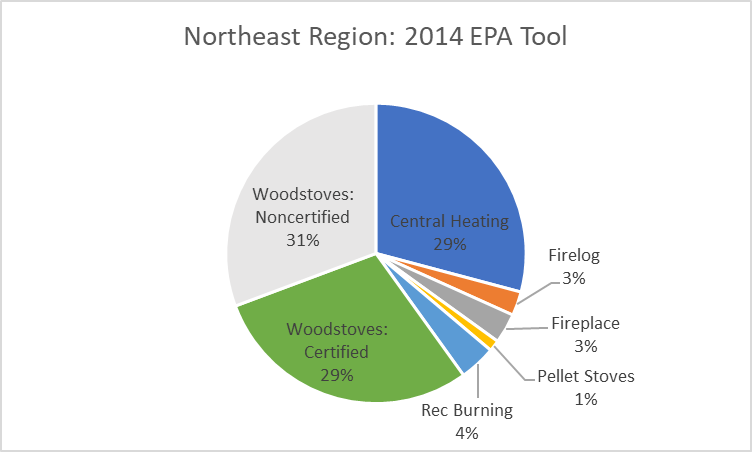 Northeast Region: 2014 EPA Tool
Woodstoves:
Noncertified
31%
Central Heating
29%
Firelog
3%
Fireplace
3%
Pellet Stoves
1%
Rec Burning
4%
Woodstoves:
Certified
29%